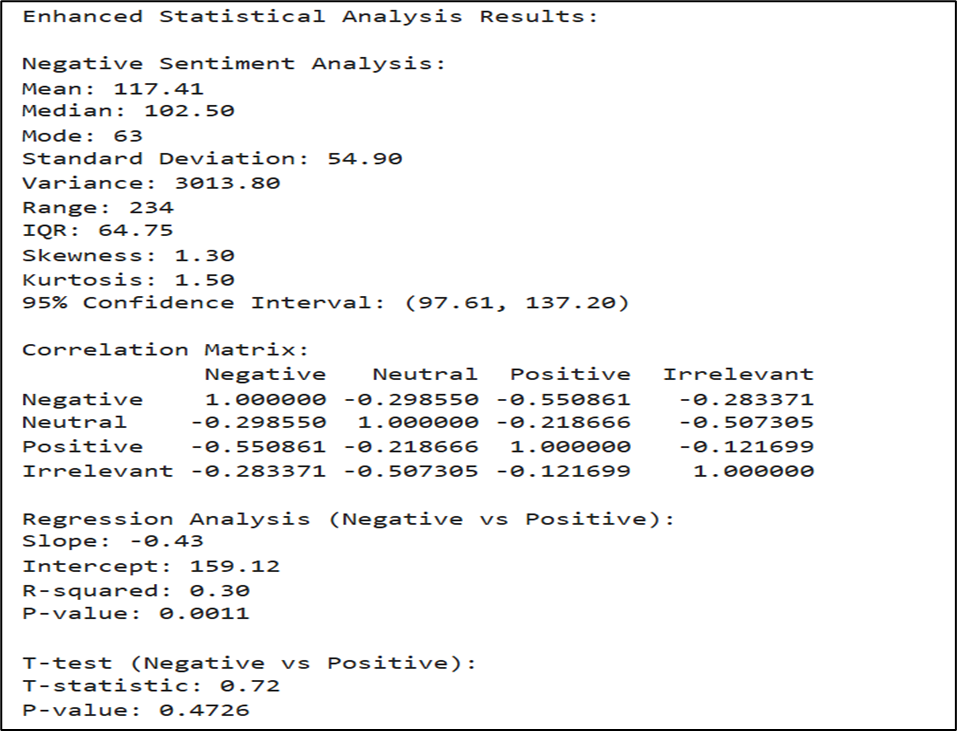 Enhanced Statistical Analysis Results:
Negative Sentiment Analysis:
Mean: 117.41
Median: 102.50
Mode: 63
Standard Deviation: 54.90
Variance: 3013.80
Range: 234
IQR: 64.75
Skewness: 1.30
Kurtosis: 1.50
95% Confidence Interval: (97.61, 137.20)
Correlation Matrix:
Negative Neutral Positive Irrelevant
Negative 1.000000 -0.298550 -0.550861 -0.283371
Neutral -0.298550 1.000000 -0.218666 -0.507305
Positive -0.550861 -0.218666 1.000000 -0.121699
Irrelevant -0.283371 -0.507305 -0.121699 1.000000
Regression Analysis (Negative vs Positive):
Slope: -0.43
Intercept: 159.12
R-squared: 0.30
P-value: 0.0011
T-test (Negative vs Positive):
T-statistic: 0.72
P-value: 0.4726